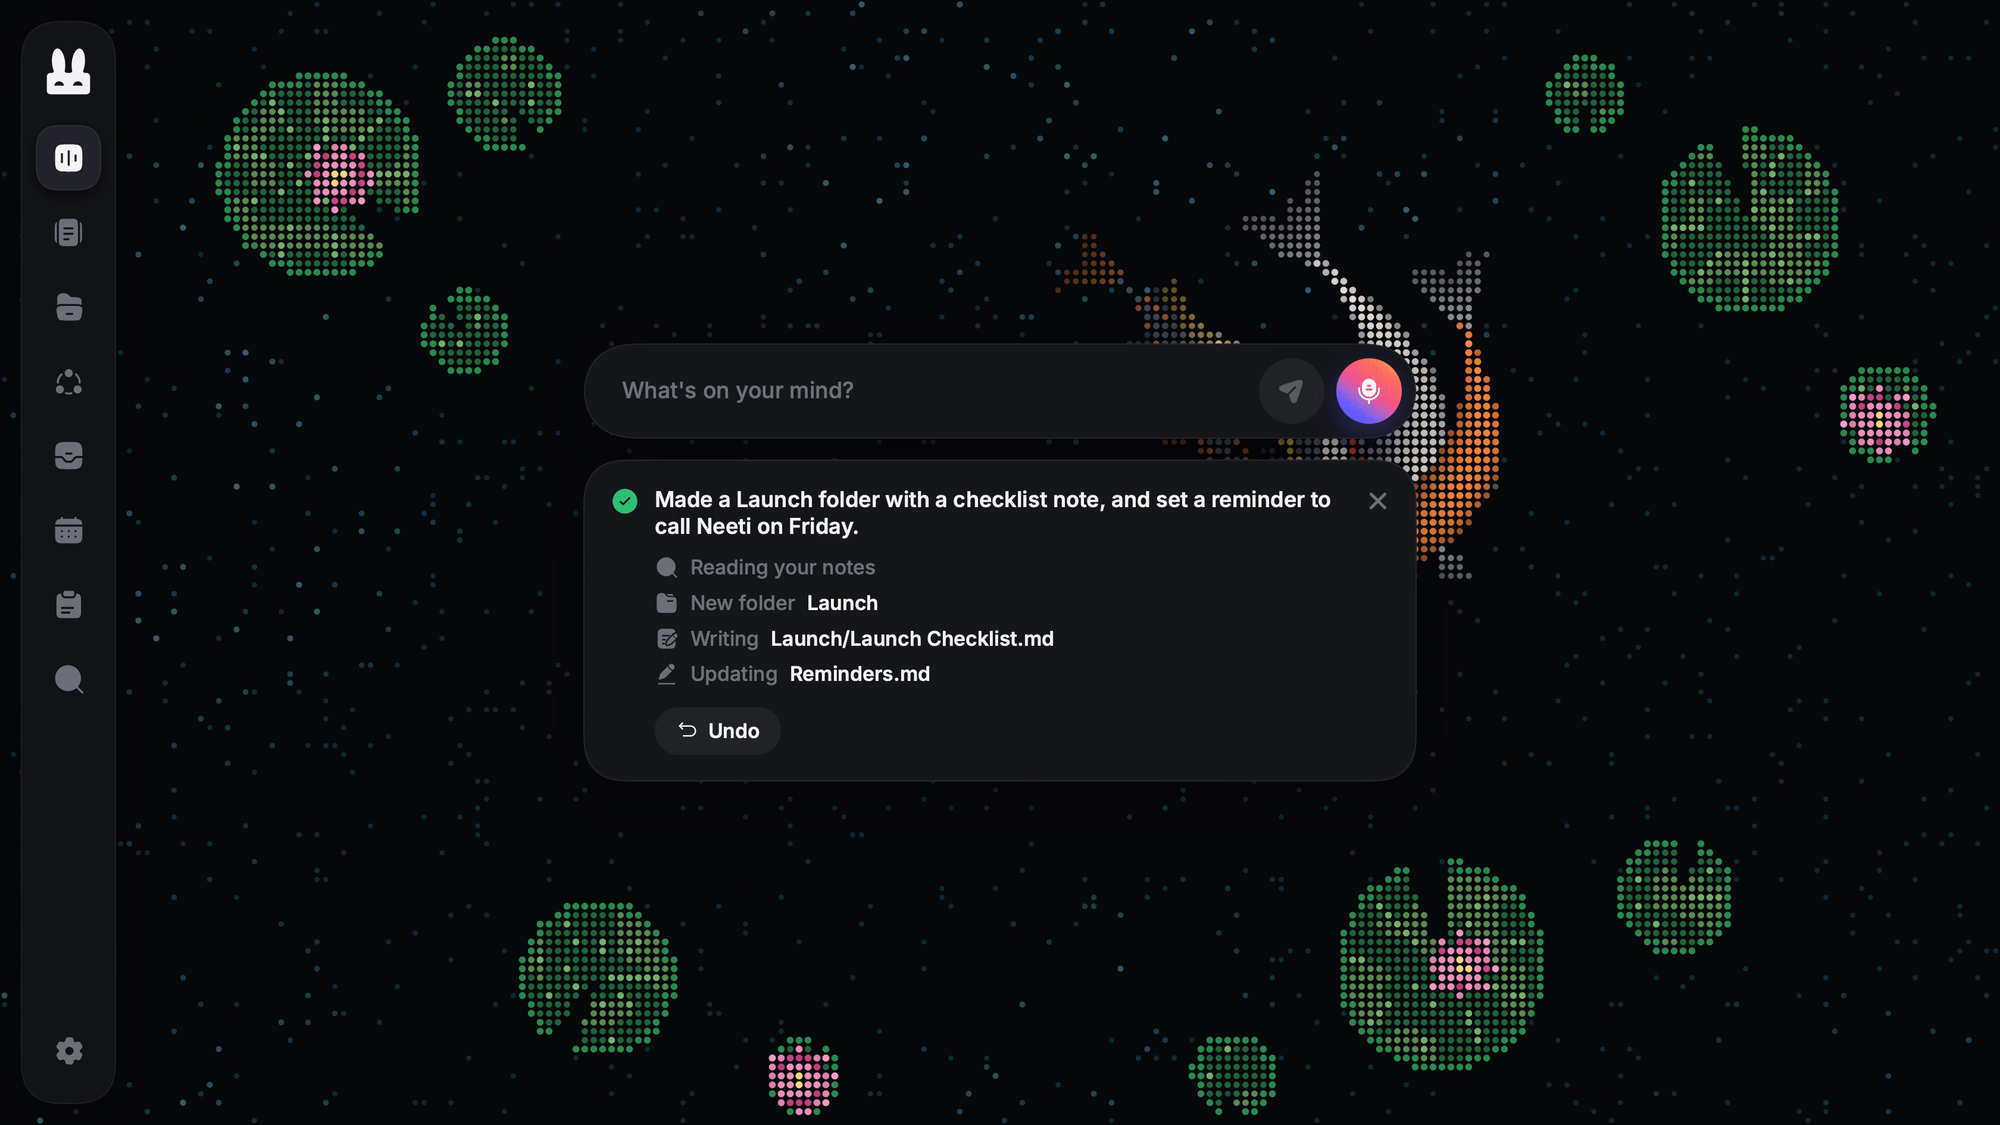 What's on your mind?
Made a Launch folder with a checklist note, and set a reminder to
call Neeti on Friday.
Reading your notes
New folder Launch
Writing Launch/Launch Checklist.md
Updating Reminders.md
Undo